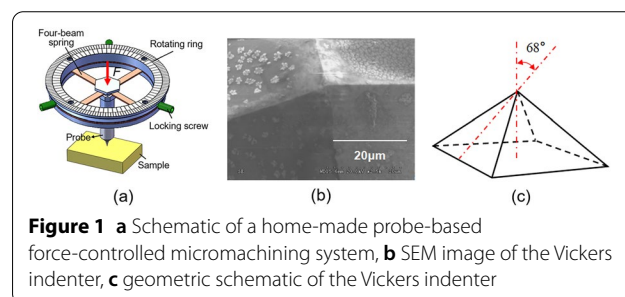 Four-beam
spring
Rotating ring
F
Locking screw
Probe
Sample
(a)
20μm
(b)
68°
(c)
Figure 1 a Schematic of a home-made probe-based
force-controlled micromachining system, b SEM image of the Vickers
indenter, c geometric schematic of the Vickers indenter